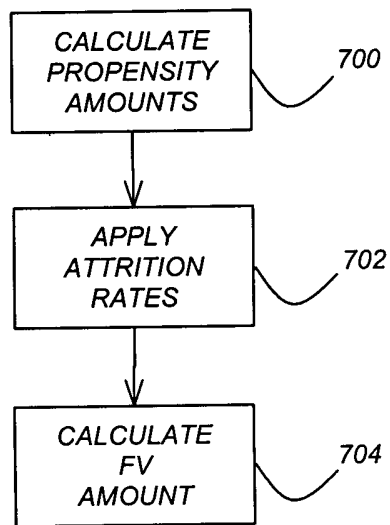 CALCULATE
PROPENSITY
AMOUNTS
700
APPLY
ATTRITION
RATES
702
CALCULATE
FV
AMOUNT
704